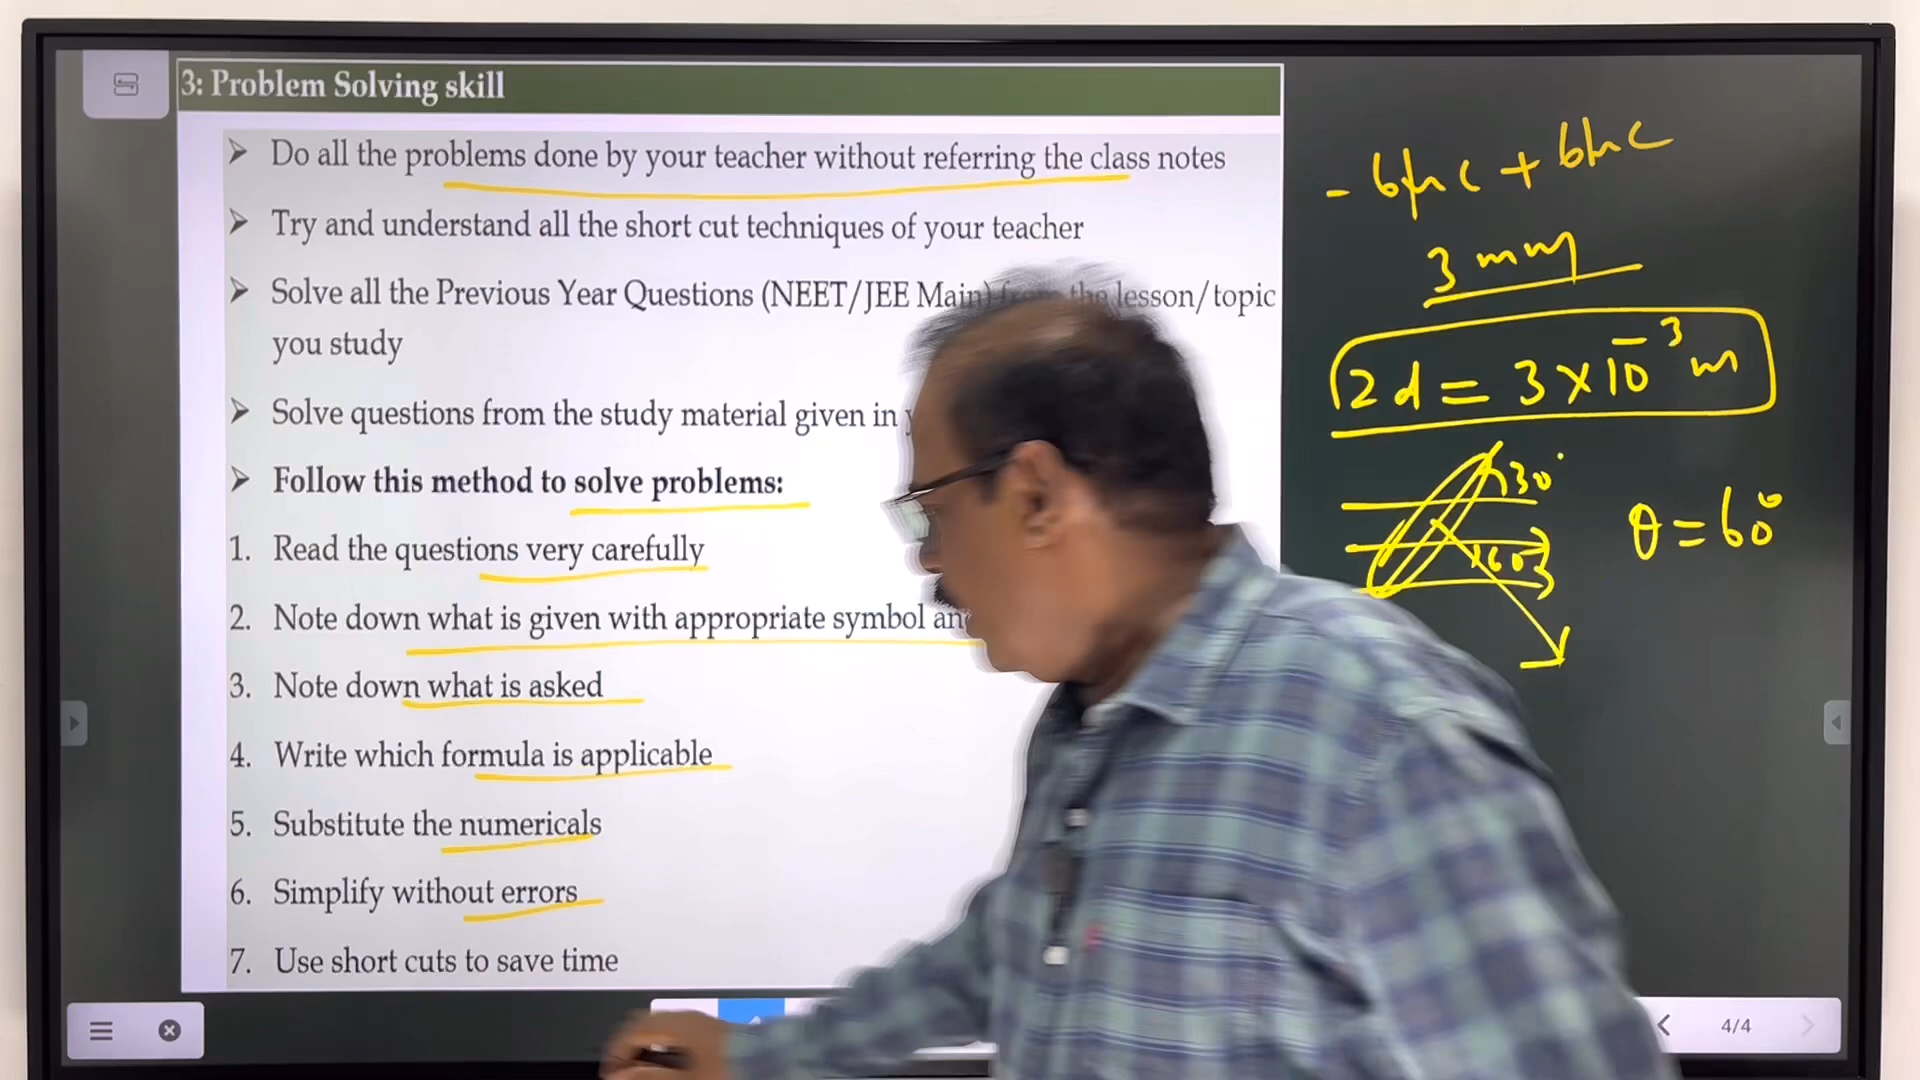 3: Problem Solving skill
➢ Do all the problems done by your teacher without referring the class notes
➢ Try and understand all the short cut techniques of your teacher
➢ Solve all the Previous Year Questions (NEET/JEE Main) from the lesson/topic
you study
➢ Solve questions from the study material given in
➢ Follow this method to solve problems:
1. Read the questions very carefully
2. Note down what is given with appropriate symbol
3. Note down what is asked
4. Write which formula is applicable
5. Substitute the numericals
6. Simplify without errors
7. Use short cuts to save time
- 6μc + 6μc
3 mm
2d = 3 × 10⁻³ m
30°
60°
θ = 60°
4/4